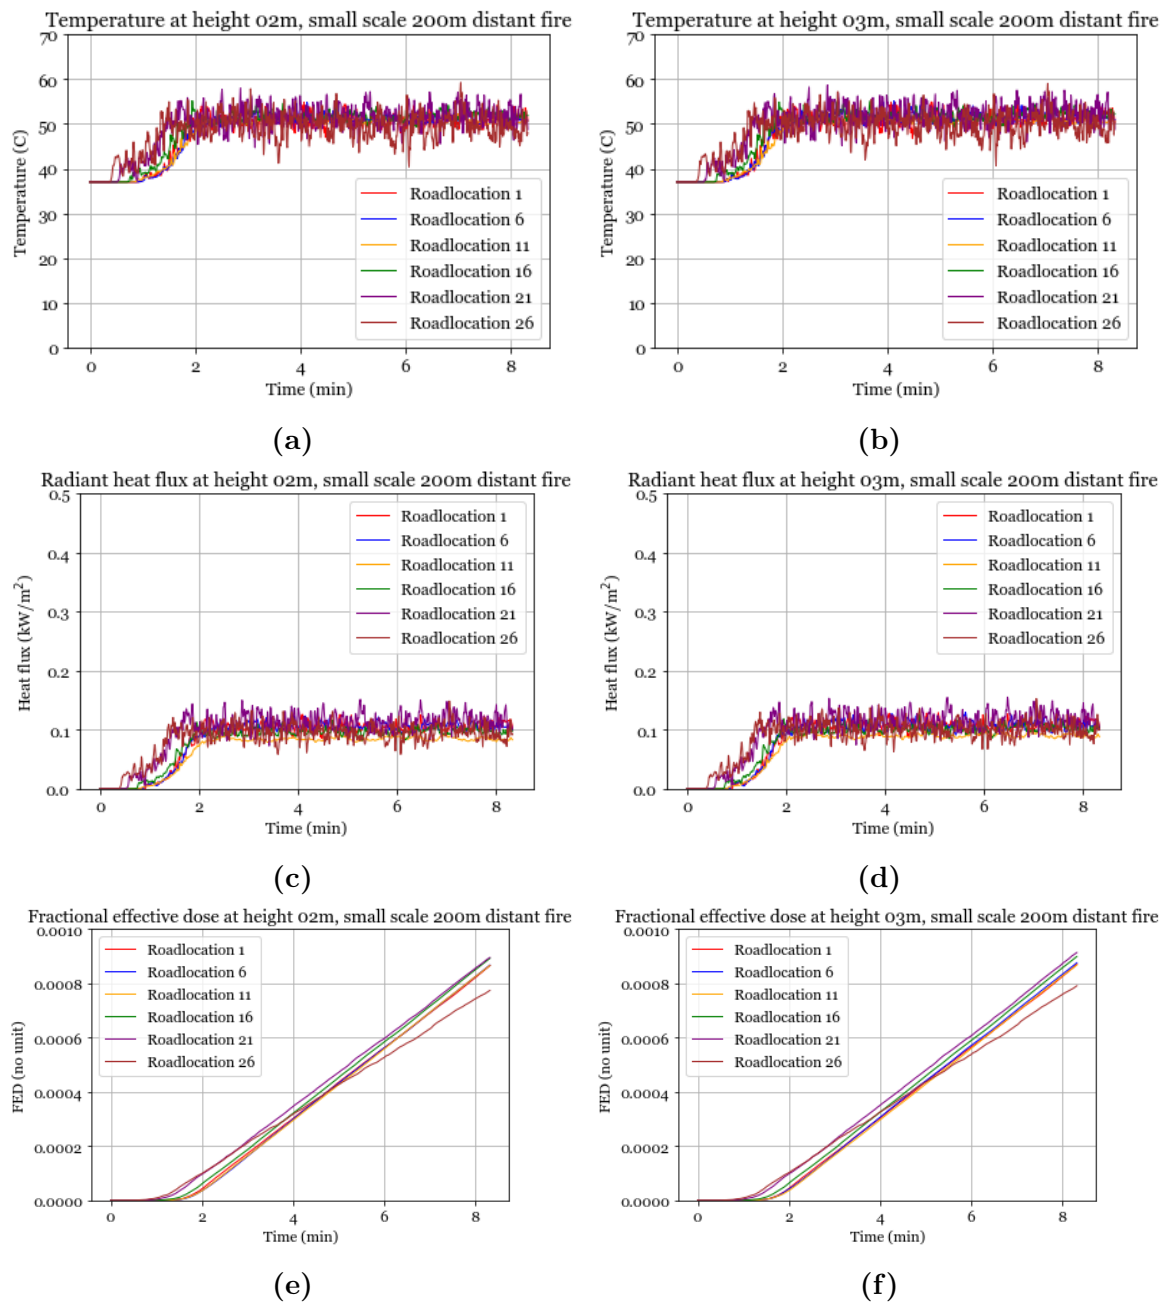 Temperature at height 02m, small scale 200m distant fire
70
60
50
40
30
20
10
0
Temperature (C)
Roadlocation 1
Roadlocation 6
Roadlocation 11
Roadlocation 16
Roadlocation 21
Roadlocation 26
0 2 4 6 8
Time (min)
(a)
Temperature at height 03m, small scale 200m distant fire
70
60
50
40
30
20
10
0
Temperature (C)
Roadlocation 1
Roadlocation 6
Roadlocation 11
Roadlocation 16
Roadlocation 21
Roadlocation 26
0 2 4 6 8
Time (min)
(b)
Radiant heat flux at height 02m, small scale 200m distant fire
0.5
0.4
0.3
0.2
0.1
0.0
Heat flux (kW/m²)
Roadlocation 1
Roadlocation 6
Roadlocation 11
Roadlocation 16
Roadlocation 21
Roadlocation 26
0 2 4 6 8
Time (min)
(c)
Radiant heat flux at height 03m, small scale 200m distant fire
0.5
0.4
0.3
0.2
0.1
0.0
Heat flux (kW/m²)
Roadlocation 1
Roadlocation 6
Roadlocation 11
Roadlocation 16
Roadlocation 21
Roadlocation 26
0 2 4 6 8
Time (min)
(d)
Fractional effective dose at height 02m, small scale 200m distant fire
0.0010
0.0008
0.0006
0.0004
0.0002
0.0000
FED (no unit)
Roadlocation 1
Roadlocation 6
Roadlocation 11
Roadlocation 16
Roadlocation 21
Roadlocation 26
0 2 4 6 8
Time (min)
(e)
Fractional effective dose at height 03m, small scale 200m distant fire
0.0010
0.0008
0.0006
0.0004
0.0002
0.0000
FED (no unit)
Roadlocation 1
Roadlocation 6
Roadlocation 11
Roadlocation 16
Roadlocation 21
Roadlocation 26
0 2 4 6 8
Time (min)
(f)